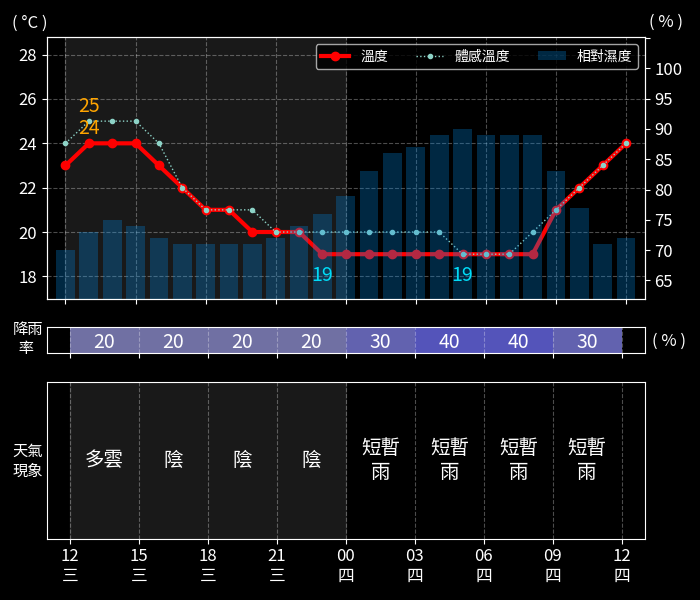 ( °C )
( % )
溫度
體感溫度
相對濕度
28
26
24
22
20
18
100
95
90
85
80
75
70
65
25
24
19
19
降雨
率
20
20
20
20
30
40
40
30
( % )
天氣
現象
多雲
陰
陰
陰
短暫
雨
短暫
雨
短暫
雨
短暫
雨
12 15 18 21 00 03 06 09 12
三 三 三 三 四 四 四 四 四